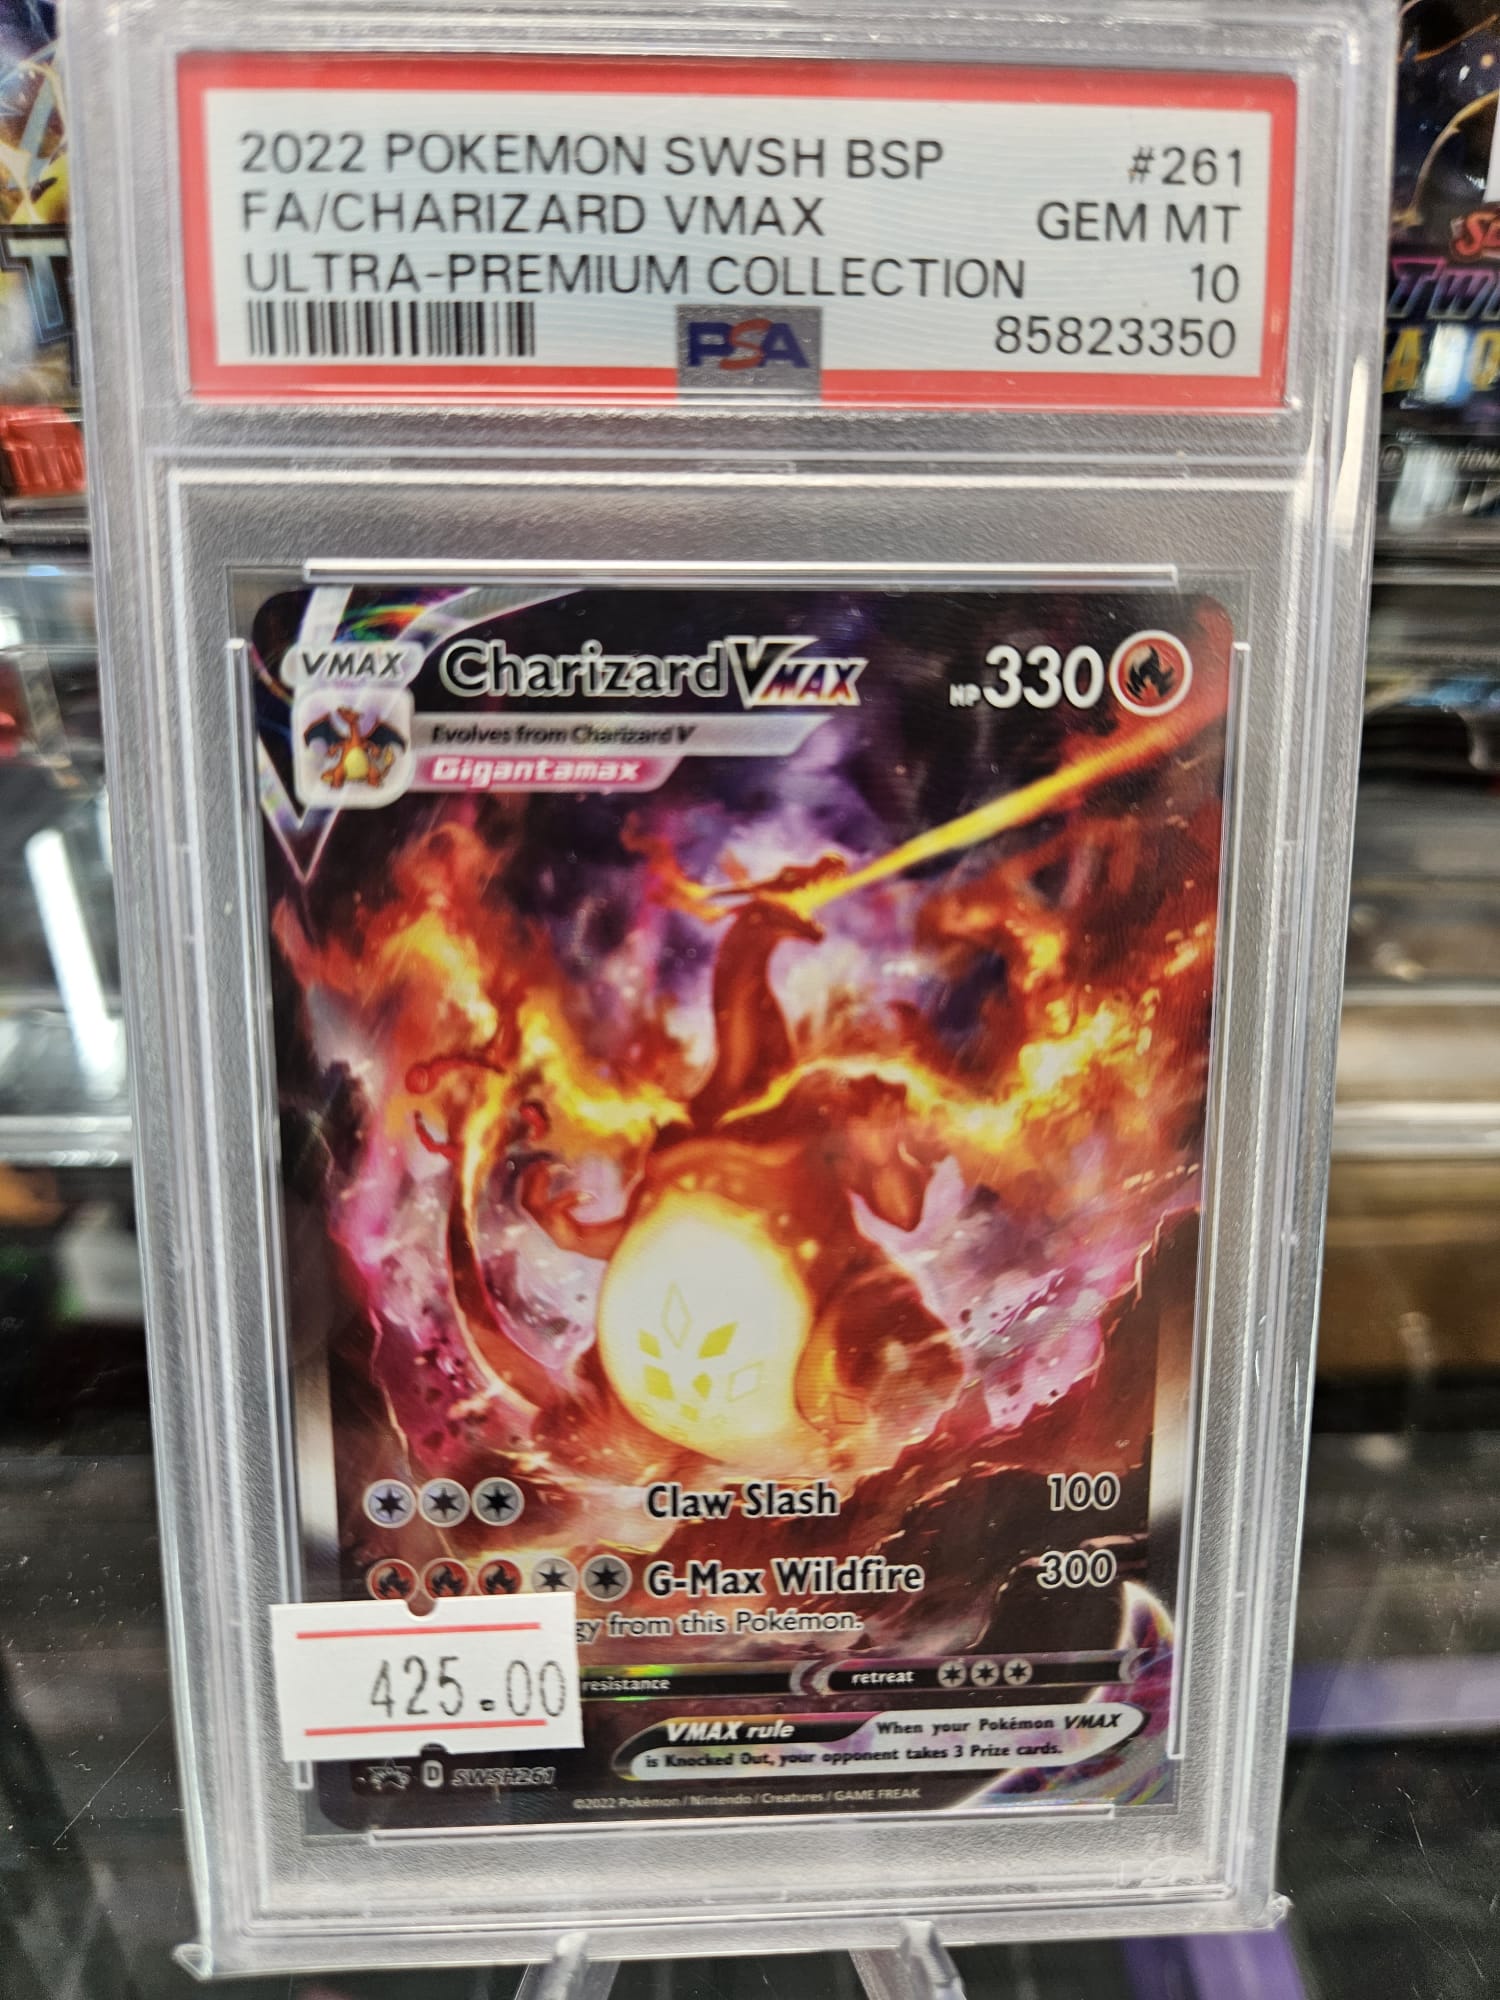 2022 POKEMON SWSH BSP #261
FA/CHARIZARD VMAX GEM MT
ULTRA-PREMIUM COLLECTION 10
PSA 85823350
VMAX Charizard VMAX HP 330
Evolves from Charizard V
Gigantamax
Claw Slash 100
G-Max Wildfire 300
from this Pokémon.
425.00
resistance retreat
VMAX rule When your Pokémon VMAX
is Knocked Out, your opponent takes 3 Prize cards.
D SWSH261
©2022 Pokémon / Nintendo / Creatures / GAME FREAK